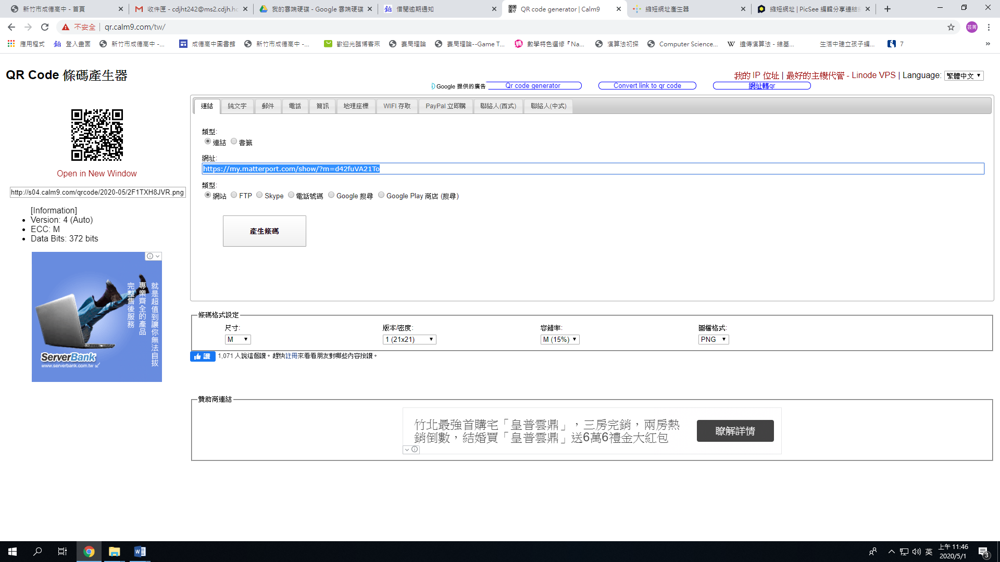 新竹市成德高中 - 首頁
收件匣 - cdjht242@ms2.cdjh.hc
我的雲端硬碟 - Google 雲端硬碟
借閱逾期通知
QR code generator | Calm9
縮短網址產生器
縮短網址 | PicSee 編輯分享連結
不安全 | qr.calm9.com/tw/
芸菁
應用程式
登入畫面
新竹市成德高中 -...
成德高中圖書館
新竹市成德高中 -...
歡迎光臨博客來
賽局理論
賽局理論--Game T...
數學特色選修『Na...
演算法初探
Computer Science...
W 遺傳演算法 - 維基...
生活中建立孩子編...
7
»
QR Code 條碼產生器
我的 IP 位址 | 最好的主機代管 - Linode VPS | Language: 繁體中文
Google 提供的廣告
Qr code generator
Convert link to qr code
網址轉qr
連結
純文字
郵件
電話
簡訊
地理座標
WIFI 存取
PayPal 立即購
聯絡人(西式)
聯絡人(中式)
Open in New Window
http://s04.calm9.com/qrcode/2020-05/2F1TXH8JVR.png
[Information]
Version: 4 (Auto)
ECC: M
Data Bits: 372 bits
就是超值到讓你無法自拔
專業齊全的產品
完整售後服務
ServerBank
www.serverbank.com.tw
類型:
連結 書籤
網址:
https://my.matterport.com/show/?m=d42fuVA21To
類型:
網站 FTP Skype 電話號碼 Google 搜尋 Google Play 商店 (搜尋)
產生條碼
條碼格式設定
尺寸:
M
版本/密度:
1 (21x21)
容錯率:
M (15%)
圖檔格式:
PNG
讚 1,071 人說這個讚。趕快註冊來看看朋友對哪些內容按讚。
贊助商連結
竹北最強首購宅「皇普雲鼎」，三房完銷，兩房熱
銷倒數，結婚買「皇普雲鼎」送6萬6禮金大紅包
瞭解詳情
英
上午 11:46
2020/5/1
3